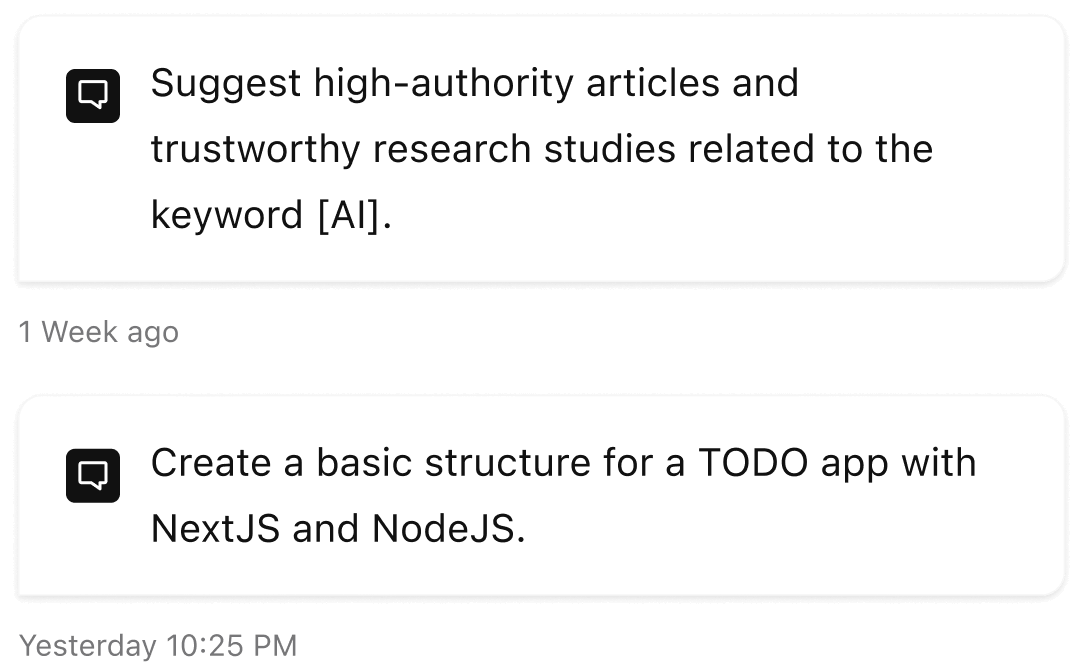 Suggest high-authority articles and
trustworthy research studies related to the
keyword [AI].
1 Week ago
Create a basic structure for a TODO app with
NextJS and NodeJS.
Yesterday 10:25 PM